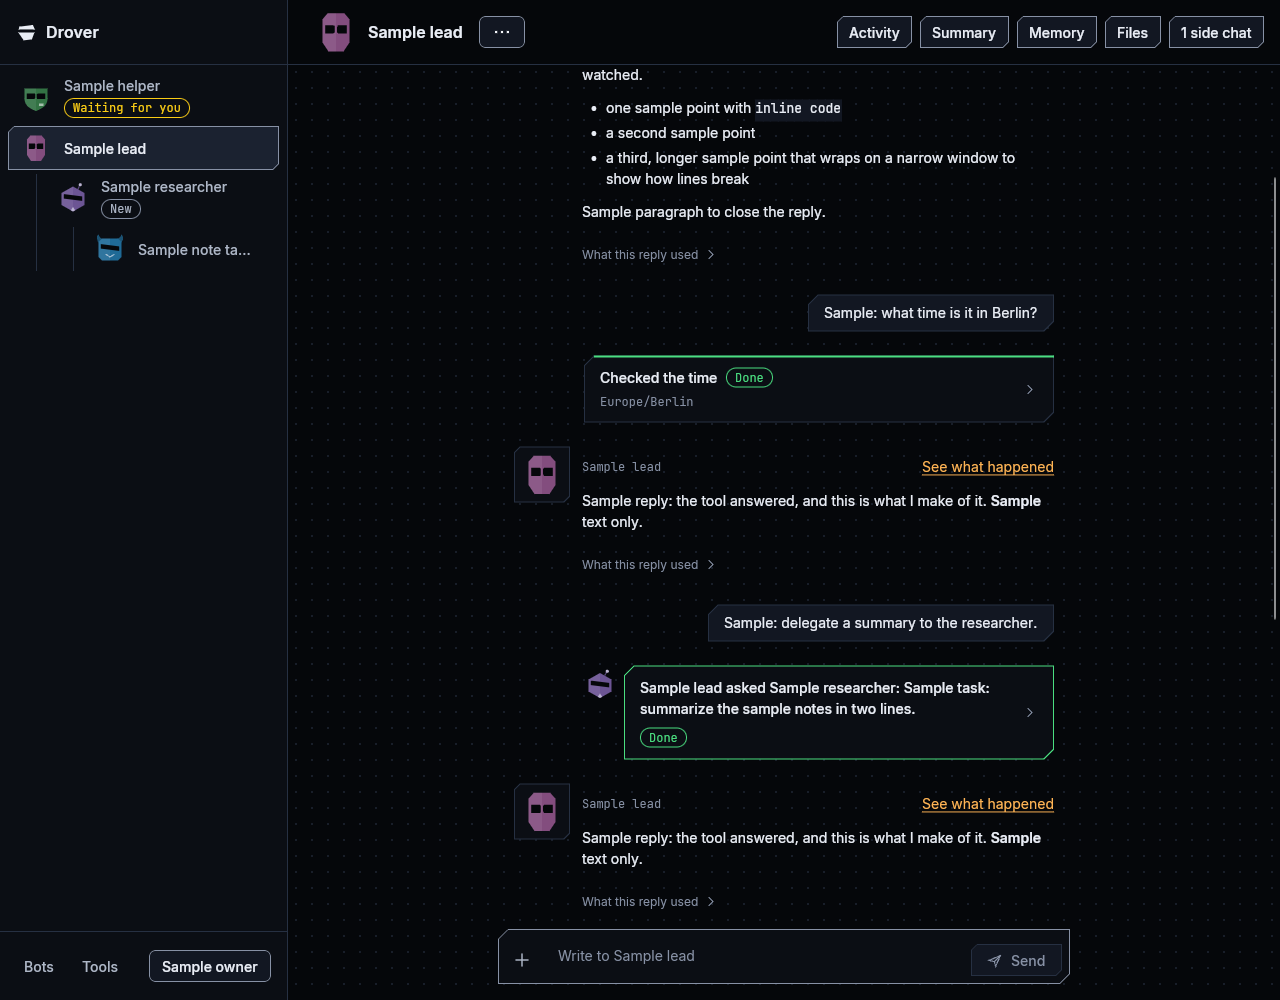 Drover
Sample helper
Waiting for you
Sample lead
Sample researcher
New
Sample note ta...
Bots
Tools
Sample owner
Sample lead
...
Activity
Summary
Memory
Files
1 side chat
watched.
• one sample point with inline code
• a second sample point
• a third, longer sample point that wraps on a narrow window to
show how lines break
Sample paragraph to close the reply.
What this reply used
Sample: what time is it in Berlin?
Checked the time
Done
Europe/Berlin
Sample lead
See what happened
Sample reply: the tool answered, and this is what I make of it. Sample
text only.
What this reply used
Sample: delegate a summary to the researcher.
Sample lead asked Sample researcher: Sample task:
summarize the sample notes in two lines.
Done
Sample lead
See what happened
Sample reply: the tool answered, and this is what I make of it. Sample
text only.
What this reply used
Write to Sample lead
Send